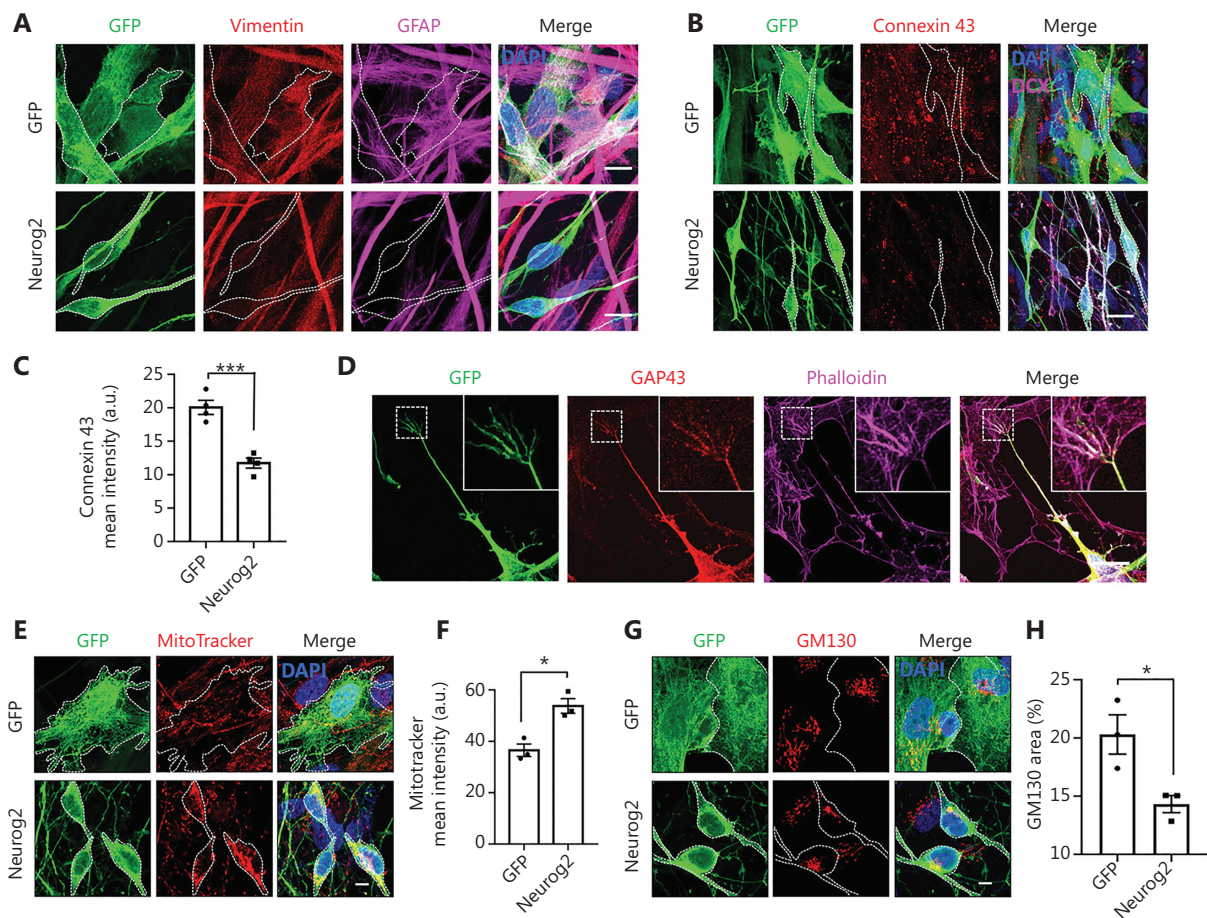 A
GFP
Vimentin
GFAP
Merge
DAPI
GFP
Neurog2
B
GFP
Connexin 43
Merge
DAPI
DCX
GFP
Neurog2
C
Connexin 43
mean intensity (a.u.)
25
20
15
10
5
0
***
GFP
Neurog2
D
GFP
GAP43
Phalloidin
Merge
E
GFP
MitoTracker
Merge
DAPI
GFP
Neurog2
F
Mitotracker
mean intensity (a.u.)
60
40
20
0
*
GFP
Neurog2
G
GFP
GM130
Merge
DAPI
GFP
Neurog2
H
GM130 area (%)
25
20
15
10
*
GFP
Neurog2